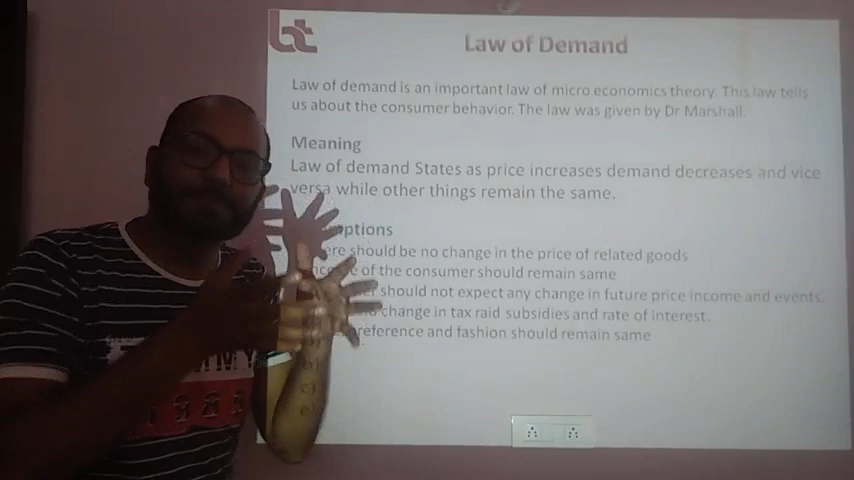 bt
Law of Demand
Law of demand is an important law of micro economics theory. This law tells
us about the consumer behavior. The law was given by Dr Marshall.
Meaning
Law of demand States as price increases demand decreases and vice
versa while other things remain the same.
ptions
ere should be no change in the price of related goods
of the consumer should remain same
should not expect any change in future price income and events.
change in tax raid subsidies and rate of interest.
preference and fashion should remain same
b)
c)
e)
1985